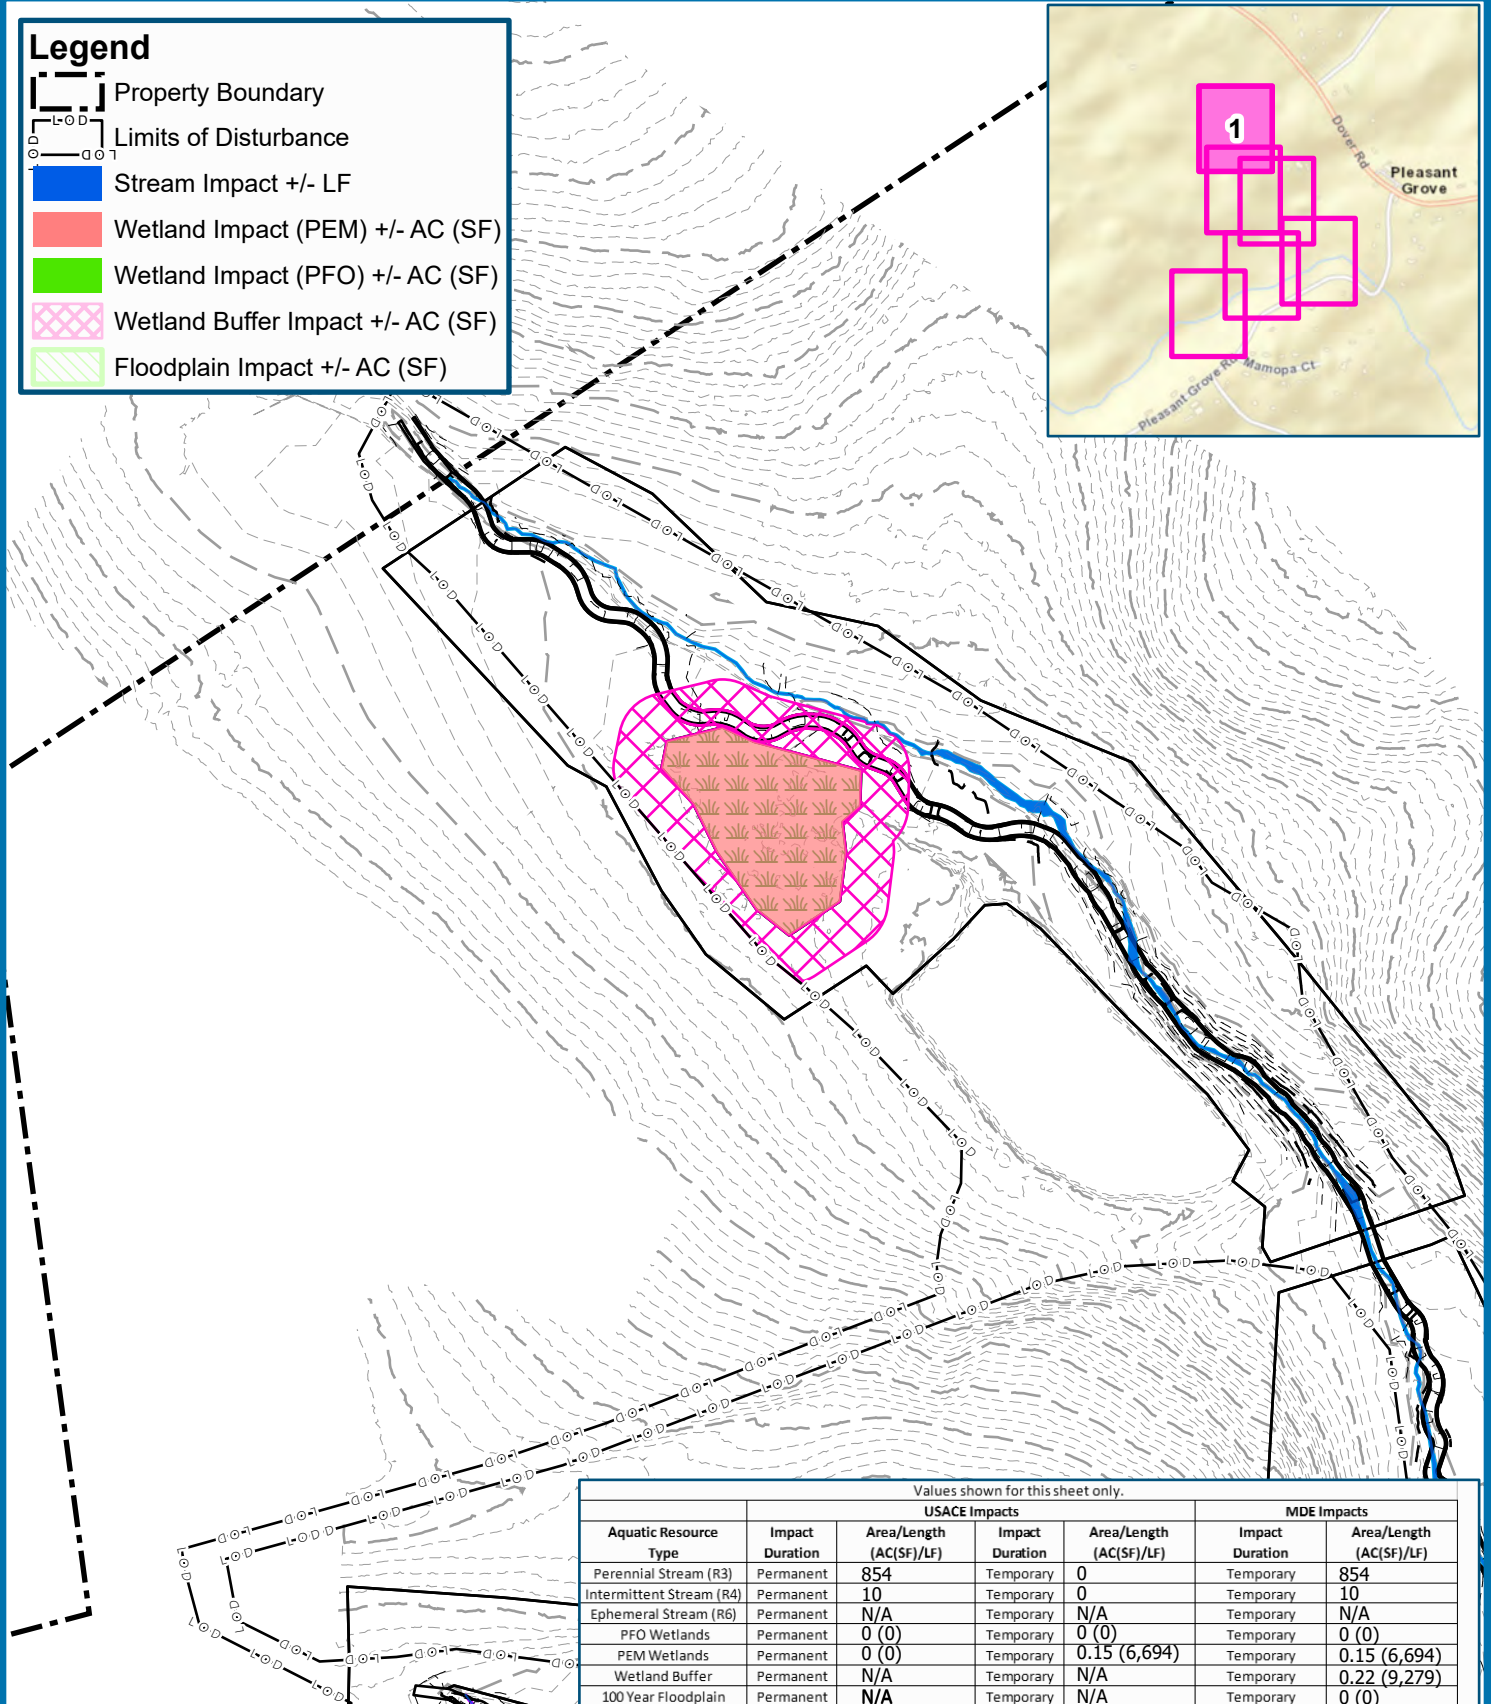 Legend
Property Boundary
LOD
LOD
LOD
Limits of Disturbance
Stream Impact +/- LF
Wetland Impact (PEM) +/- AC (SF)
Wetland Impact (PFO) +/- AC (SF)
Wetland Buffer Impact +/- AC (SF)
Floodplain Impact +/- AC (SF)
1
Dover Rd
Pleasant
Grove
Pleasant Grove Rd
Mamopa Ct
Values shown for this sheet only.
USACE Impacts MDE Impacts
Aquatic Resource Type Impact Duration Area/Length (AC(SF)/LF) Impact Duration Area/Length (AC(SF)/LF) Impact Duration Area/Length (AC(SF)/LF)
Perennial Stream (R3) Permanent 854 Temporary 0 Temporary 854
Intermittent Stream (R4) Permanent 10 Temporary 0 Temporary 10
Ephemeral Stream (R6) Permanent N/A Temporary N/A Temporary N/A
PFO Wetlands Permanent 0 (0) Temporary 0 (0) Temporary 0 (0)
PEM Wetlands Permanent 0 (0) Temporary 0.15 (6,694) Temporary 0.15 (6,694)
Wetland Buffer Permanent N/A Temporary N/A Temporary 0.22 (9,279)
100 Year Floodplain Permanent N/A Temporary N/A Temporary 0 (0)